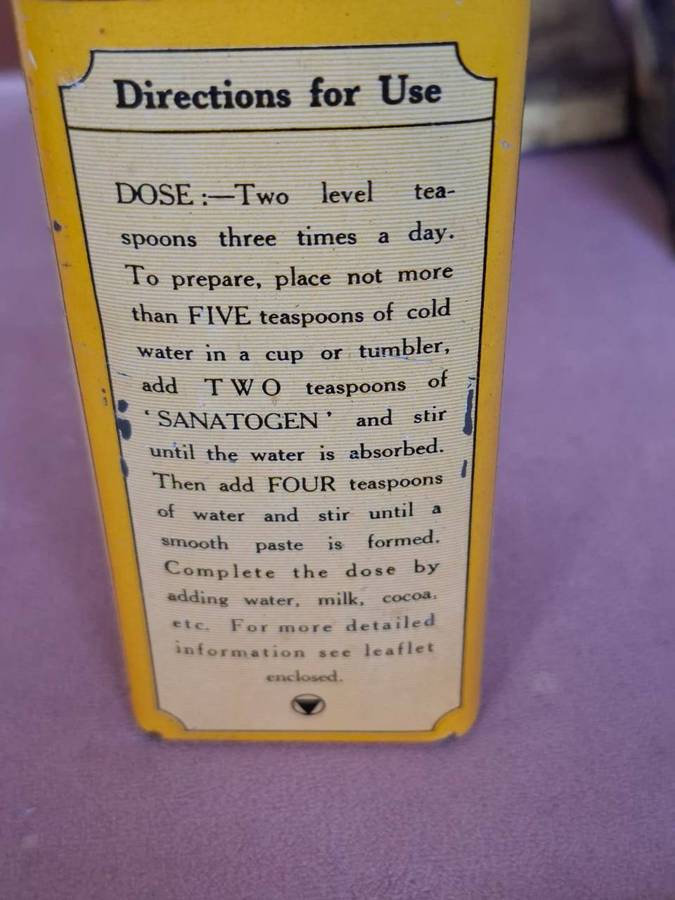 Directions for Use
DOSE :—Two level tea-
spoons three times a day.
To prepare, place not more
than FIVE teaspoons of cold
water in a cup or tumbler,
add TWO teaspoons of
‘SANATOGEN’ and stir
until the water is absorbed.
Then add FOUR teaspoons
of water and stir until a
smooth paste is formed.
Complete the dose by
adding water, milk, cocoa,
etc. For more detailed
information see leaflet
enclosed.